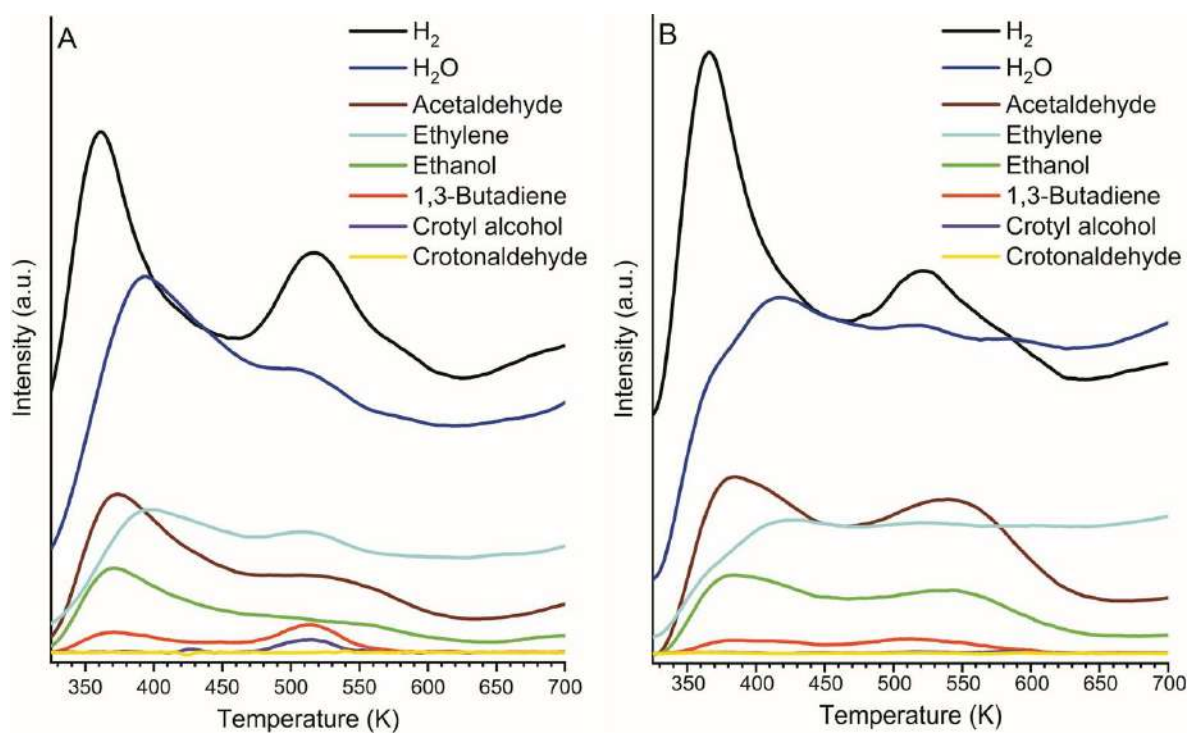 A
H₂
H₂O
Acetaldehyde
Ethylene
Ethanol
1,3-Butadiene
Crotyl alcohol
Crotonaldehyde
Intensity (a.u.)
350 400 450 500 550 600 650 700
Temperature (K)
B
H₂
H₂O
Acetaldehyde
Ethylene
Ethanol
1,3-Butadiene
Crotyl alcohol
Crotonaldehyde
Intensity (a.u.)
350 400 450 500 550 600 650 700
Temperature (K)